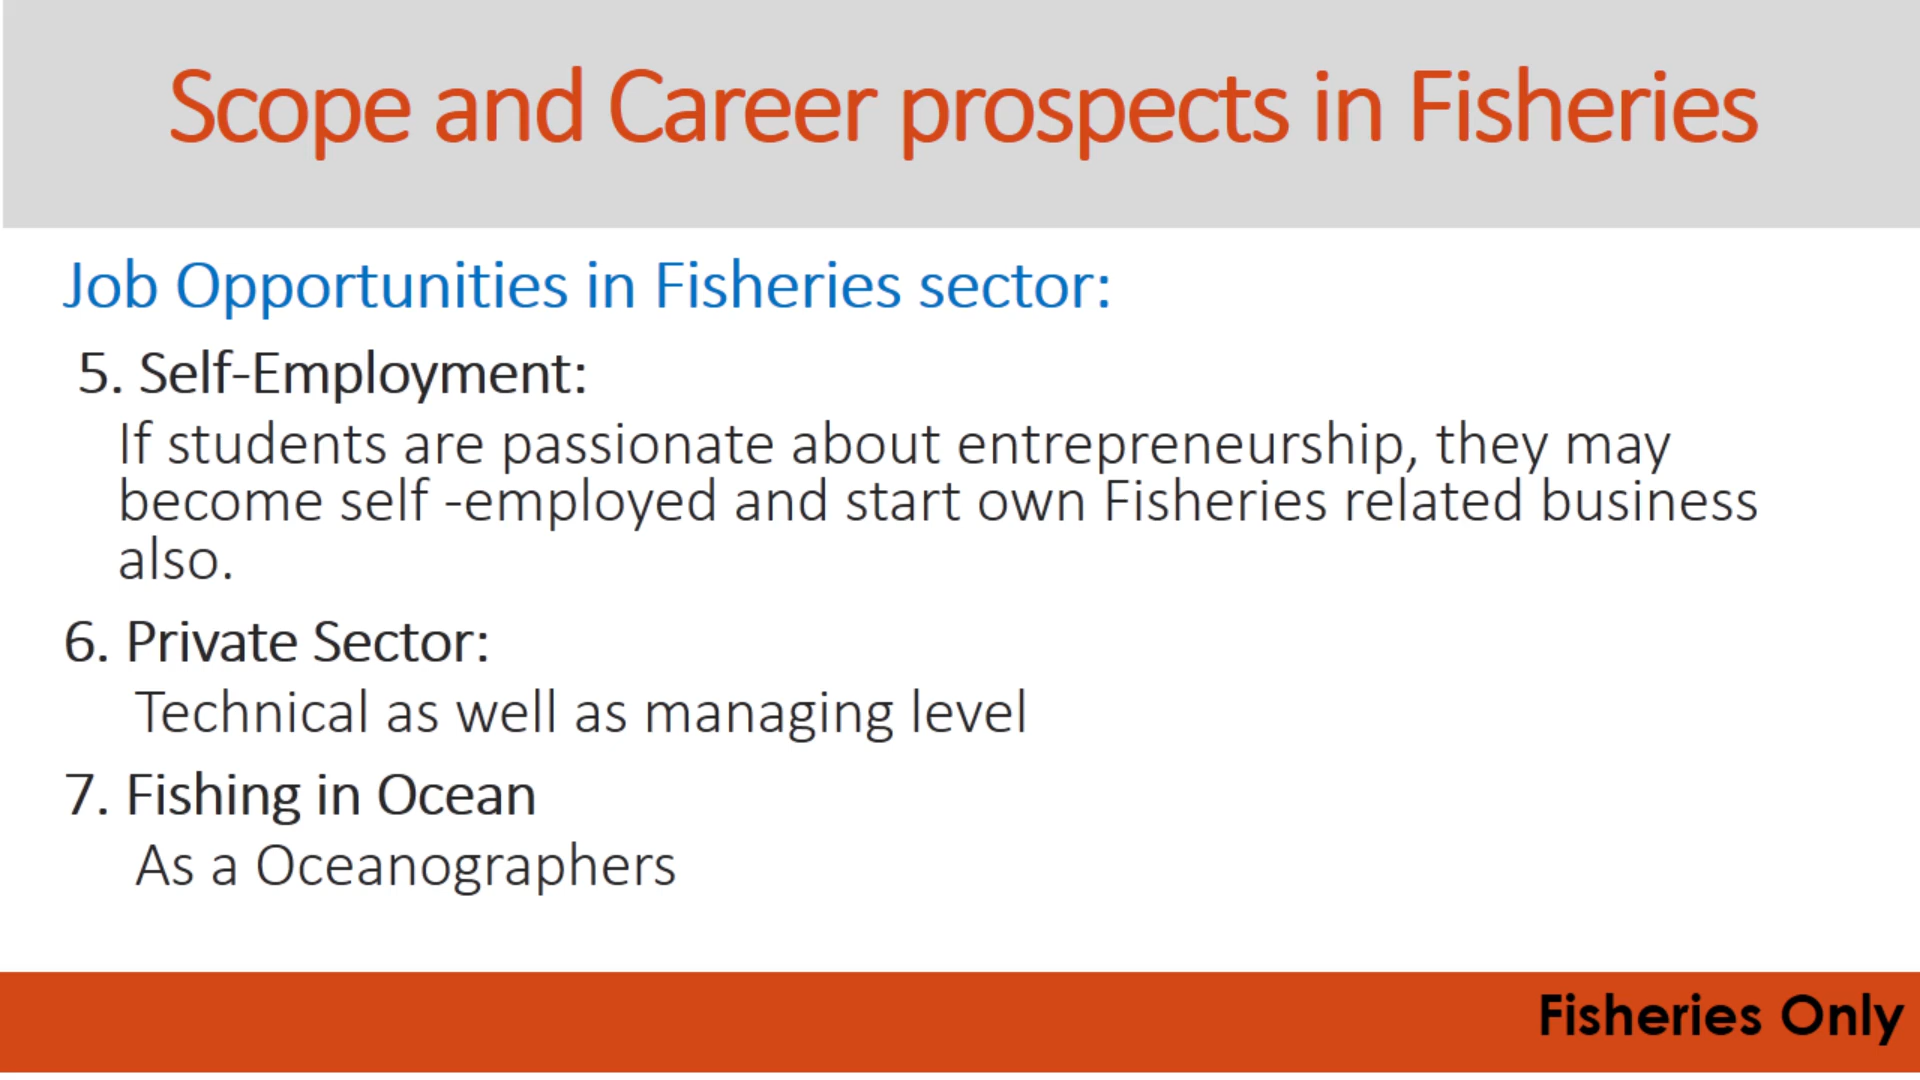 Scope and Career prospects in Fisheries
Job Opportunities in Fisheries sector:
5. Self-Employment:
If students are passionate about entrepreneurship, they may
become self -employed and start own Fisheries related business
also.
6. Private Sector:
Technical as well as managing level
7. Fishing in Ocean
As a Oceanographers
Fisheries Only